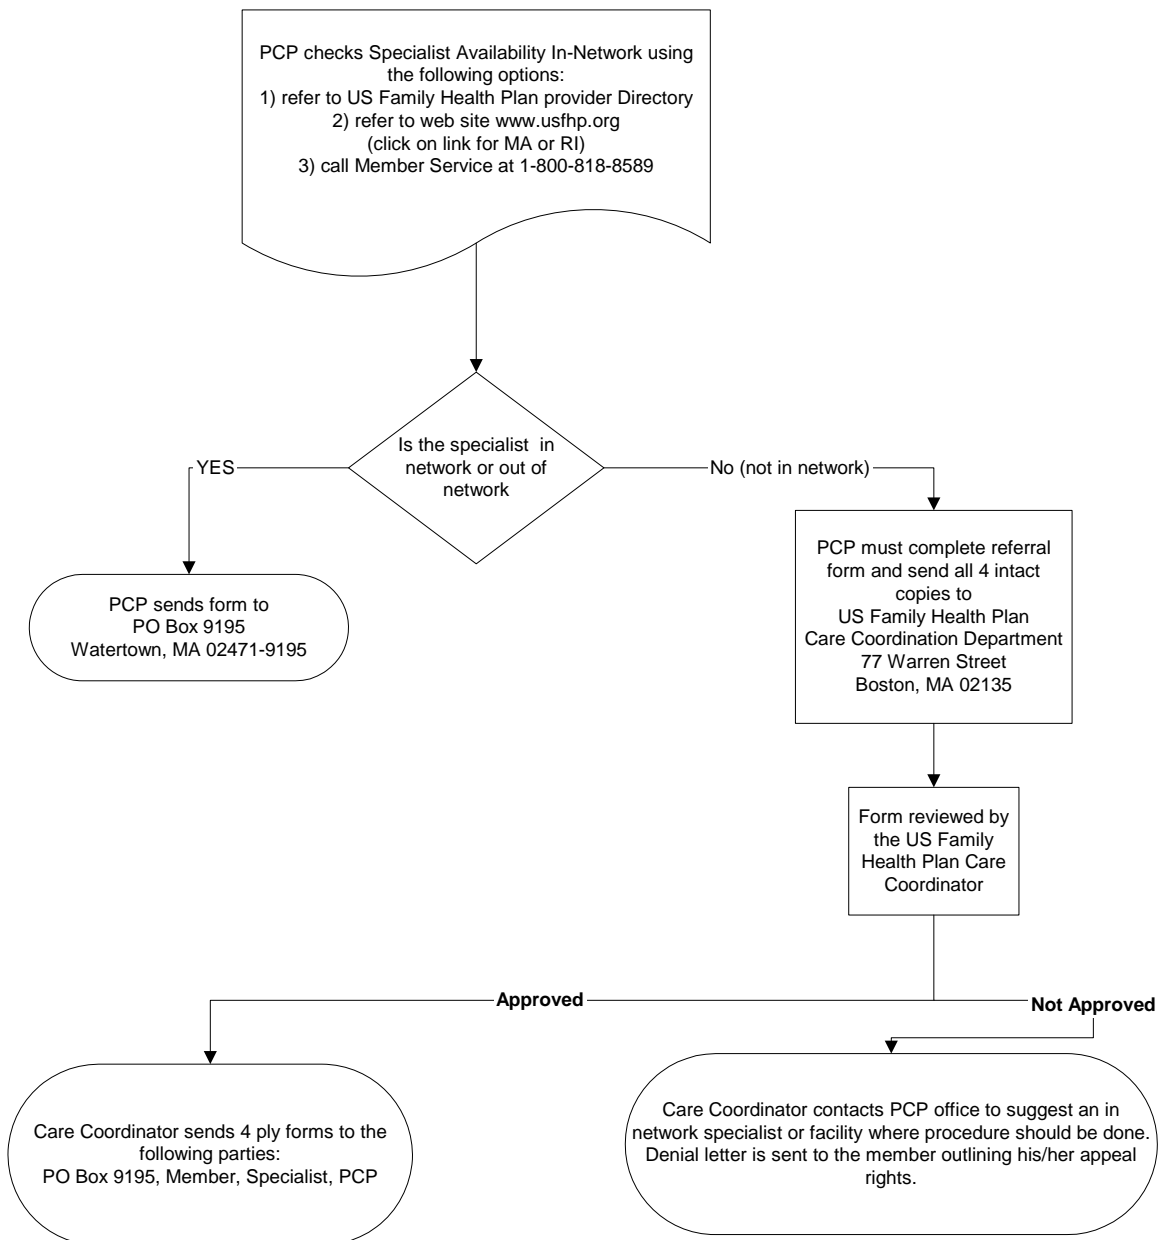 PCP checks Specialist Availability In-Network using
the following options:
1) refer to US Family Health Plan provider Directory
2) refer to web site www.usfhp.org
(click on link for MA or RI)
3) call Member Service at 1-800-818-8589
Is the specialist in
network or out of
network
YES
No (not in network)
PCP sends form to
PO Box 9195
Watertown, MA 02471-9195
PCP must complete referral
form and send all 4 intact
copies to
US Family Health Plan
Care Coordination Department
77 Warren Street
Boston, MA 02135
Form reviewed by
the US Family
Health Plan Care
Coordinator
Approved
Not Approved
Care Coordinator sends 4 ply forms to the
following parties:
PO Box 9195, Member, Specialist, PCP
Care Coordinator contacts PCP office to suggest an in
network specialist or facility where procedure should be done.
Denial letter is sent to the member outlining his/her appeal
rights.